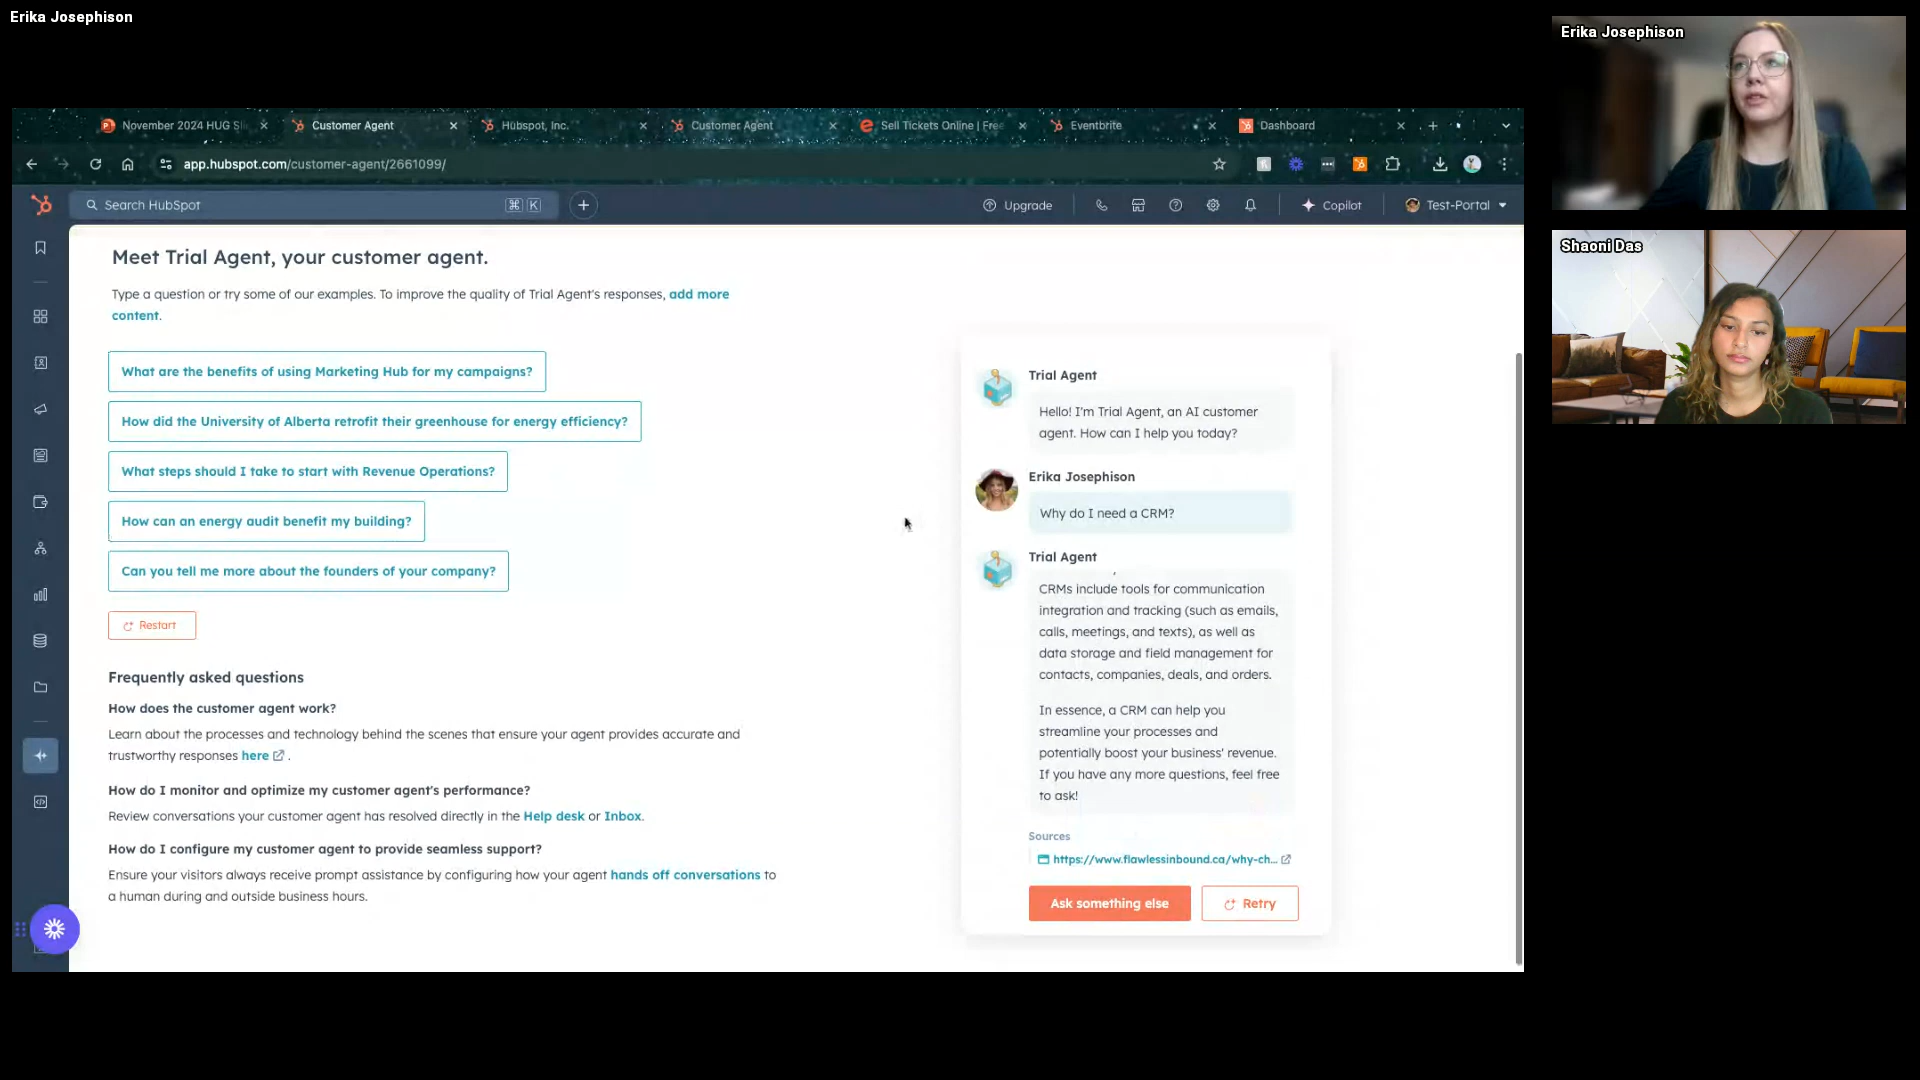 Erika Josephison
Erika Josephison
Shaoni Das
November 2024 HUG Sli
Customer Agent
Hubspot, Inc.
Customer Agent
Sell Tickets Online | Free
Eventbrite
Dashboard
app.hubspot.com/customer-agent/2661099/
Search HubSpot
⌘ K
Upgrade
Copilot
Test-Portal
Meet Trial Agent, your customer agent.
Type a question or try some of our examples. To improve the quality of Trial Agent's responses, add more
content.
What are the benefits of using Marketing Hub for my campaigns?
How did the University of Alberta retrofit their greenhouse for energy efficiency?
What steps should I take to start with Revenue Operations?
How can an energy audit benefit my building?
Can you tell me more about the founders of your company?
Restart
Frequently asked questions
How does the customer agent work?
Learn about the processes and technology behind the scenes that ensure your agent provides accurate and
trustworthy responses here .
How do I monitor and optimize my customer agent's performance?
Review conversations your customer agent has resolved directly in the Help desk or Inbox.
How do I configure my customer agent to provide seamless support?
Ensure your visitors always receive prompt assistance by configuring how your agent hands off conversations to
a human during and outside business hours.
Trial Agent
Hello! I'm Trial Agent, an AI customer
agent. How can I help you today?
Erika Josephison
Why do I need a CRM?
Trial Agent
CRMs include tools for communication
integration and tracking (such as emails,
calls, meetings, and texts), as well as
data storage and field management for
contacts, companies, deals, and orders.
In essence, a CRM can help you
streamline your processes and
potentially boost your business' revenue.
If you have any more questions, feel free
to ask!
Sources
https://www.flawlessinbound.ca/why-ch...
Ask something else
Retry